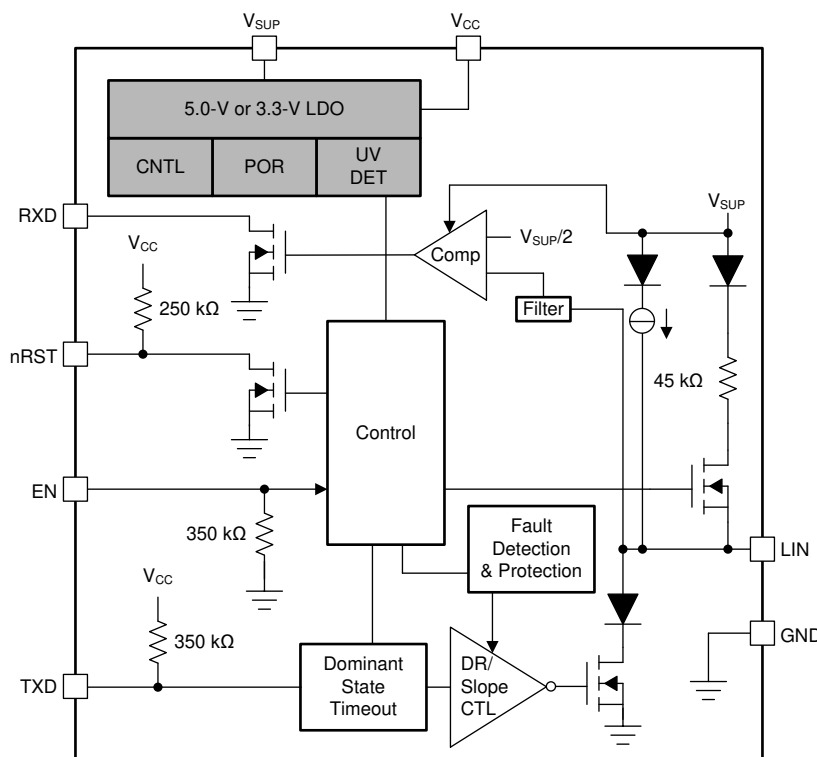 VSUP
VCC
5.0-V or 3.3-V LDO
CNTL
POR
UV
DET
RXD
VCC
250 kΩ
Comp
VSUP/2
Filter
VSUP
45 kΩ
nRST
Control
EN
350 kΩ
Fault
Detection
& Protection
LIN
VCC
350 kΩ
GND
TXD
Dominant
State
Timeout
DR/
Slope
CTL